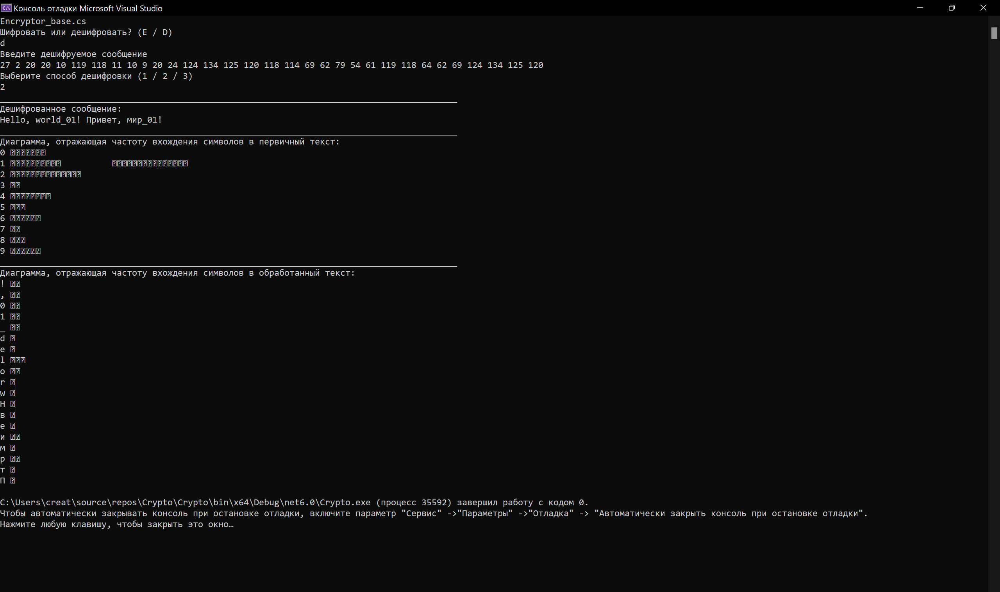 Консоль отладки Microsoft Visual Studio
Encryptor_base.cs
Шифровать или дешифровать? (E / D)
d
Введите дешифруемое сообщение
27 2 20 20 10 119 118 11 10 9 20 24 124 134 125 120 118 114 69 62 79 54 61 119 118 64 62 69 124 134 125 120
Выберите способ дешифровки (1 / 2 / 3)
2
Дешифрованное сообщение:
Hello, world_01! Привет, мир_01!
Диаграмма, отражающая частоту вхождения символов в первичный текст:
0 ⍰⍰⍰⍰⍰⍰⍰
1 ⍰⍰⍰⍰⍰⍰⍰⍰⍰⍰          ⍰⍰⍰⍰⍰⍰⍰⍰⍰⍰⍰⍰⍰⍰⍰
2 ⍰⍰⍰⍰⍰⍰⍰⍰⍰⍰⍰⍰⍰⍰
3 ⍰⍰
4 ⍰⍰⍰⍰⍰⍰⍰⍰
5 ⍰⍰⍰
6 ⍰⍰⍰⍰⍰⍰
7 ⍰⍰
8 ⍰⍰⍰
9 ⍰⍰⍰⍰⍰⍰
Диаграмма, отражающая частоту вхождения символов в обработанный текст:
! ⍰⍰
, ⍰⍰
0 ⍰⍰
1 ⍰⍰
_ ⍰⍰
d ⍰
e ⍰
l ⍰⍰⍰
o ⍰⍰
r ⍰
w ⍰
H ⍰
в ⍰
е ⍰
и ⍰⍰
м ⍰
р ⍰⍰
т ⍰
П ⍰
C:\Users\creat\source\repos\Crypto\Crypto\bin\x64\Debug\net6.0\Crypto.exe (процесс 35592) завершил работу с кодом 0.
Чтобы автоматически закрывать консоль при остановке отладки, включите параметр "Сервис" ->"Параметры" ->"Отладка" -> "Автоматически закрыть консоль при остановке отладки".
Нажмите любую клавишу, чтобы закрыть это окно…